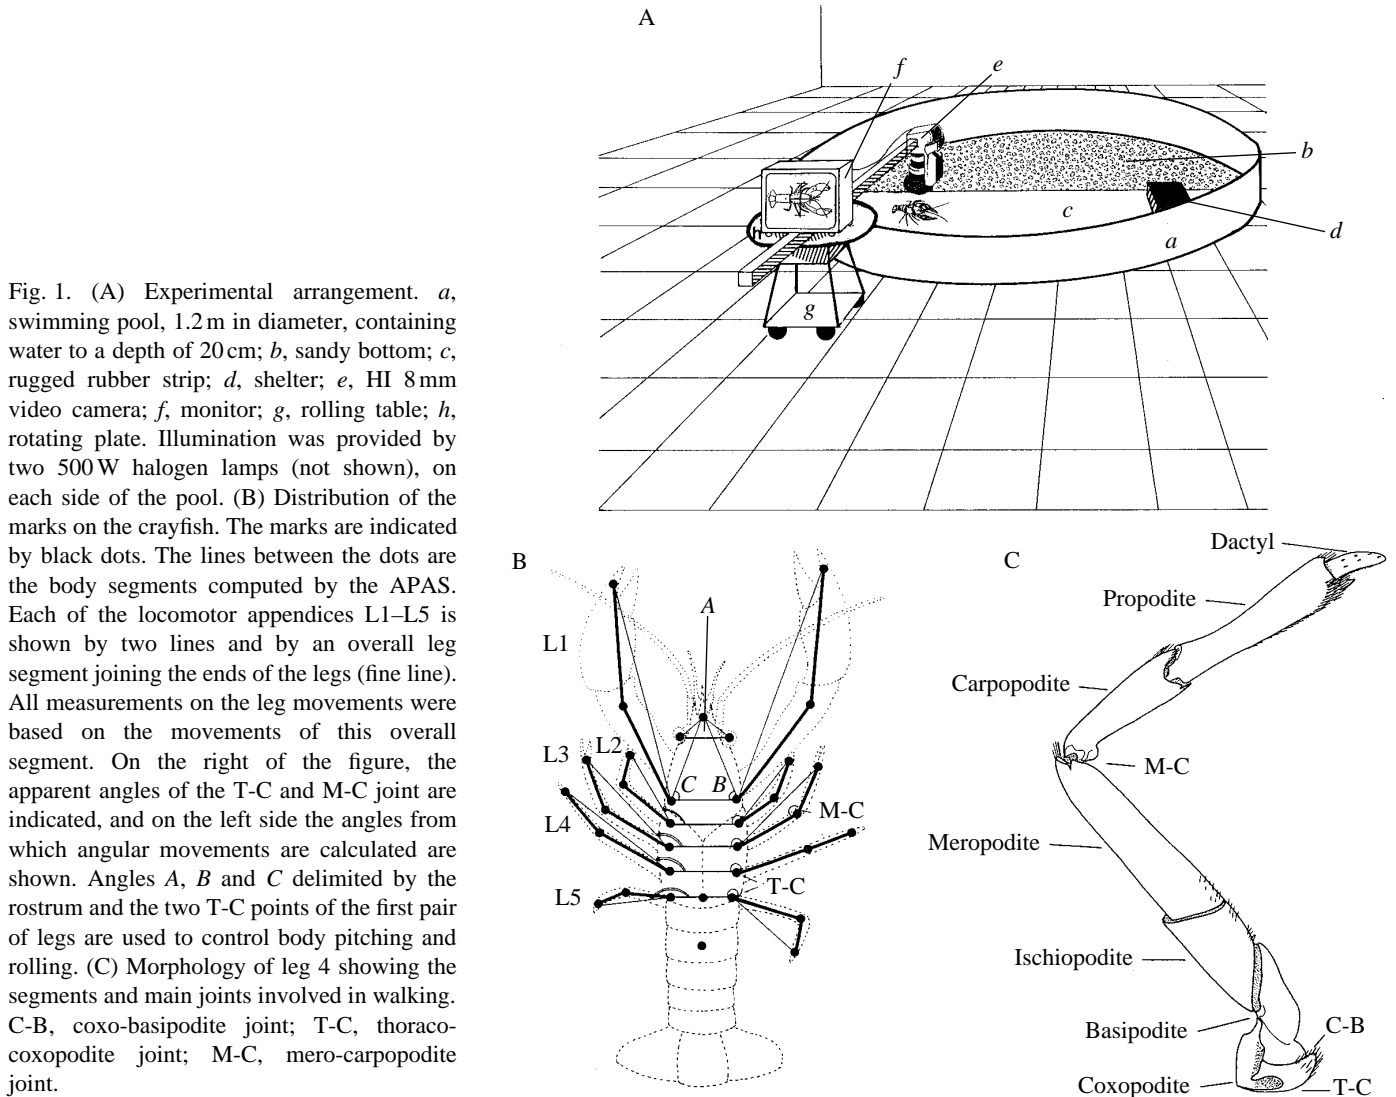 Fig. 1. (A) Experimental arrangement. a,
swimming pool, 1.2 m in diameter, containing
water to a depth of 20 cm; b, sandy bottom; c,
rugged rubber strip; d, shelter; e, HI 8 mm
video camera; f, monitor; g, rolling table; h,
rotating plate. Illumination was provided by
two 500 W halogen lamps (not shown), on
each side of the pool. (B) Distribution of the
marks on the crayfish. The marks are indicated
by black dots. The lines between the dots are
the body segments computed by the APAS.
Each of the locomotor appendices L1–L5 is
shown by two lines and by an overall leg
segment joining the ends of the legs (fine line).
All measurements on the leg movements were
based on the movements of this overall
segment. On the right of the figure, the
apparent angles of the T-C and M-C joint are
indicated, and on the left side the angles from
which angular movements are calculated are
shown. Angles A, B and C delimited by the
rostrum and the two T-C points of the first pair
of legs are used to control body pitching and
rolling. (C) Morphology of leg 4 showing the
segments and main joints involved in walking.
C-B, coxo-basipodite joint; T-C, thoraco-
coxopodite joint; M-C, mero-carpopodite
joint.
A
f
e
b
c
d
a
h
g
B
A
L1
L3
L2
C
B
M-C
L4
T-C
L5
C
Dactyl
Propodite
Carpopodite
M-C
Meropodite
Ischiopodite
Basipodite
C-B
Coxopodite
T-C